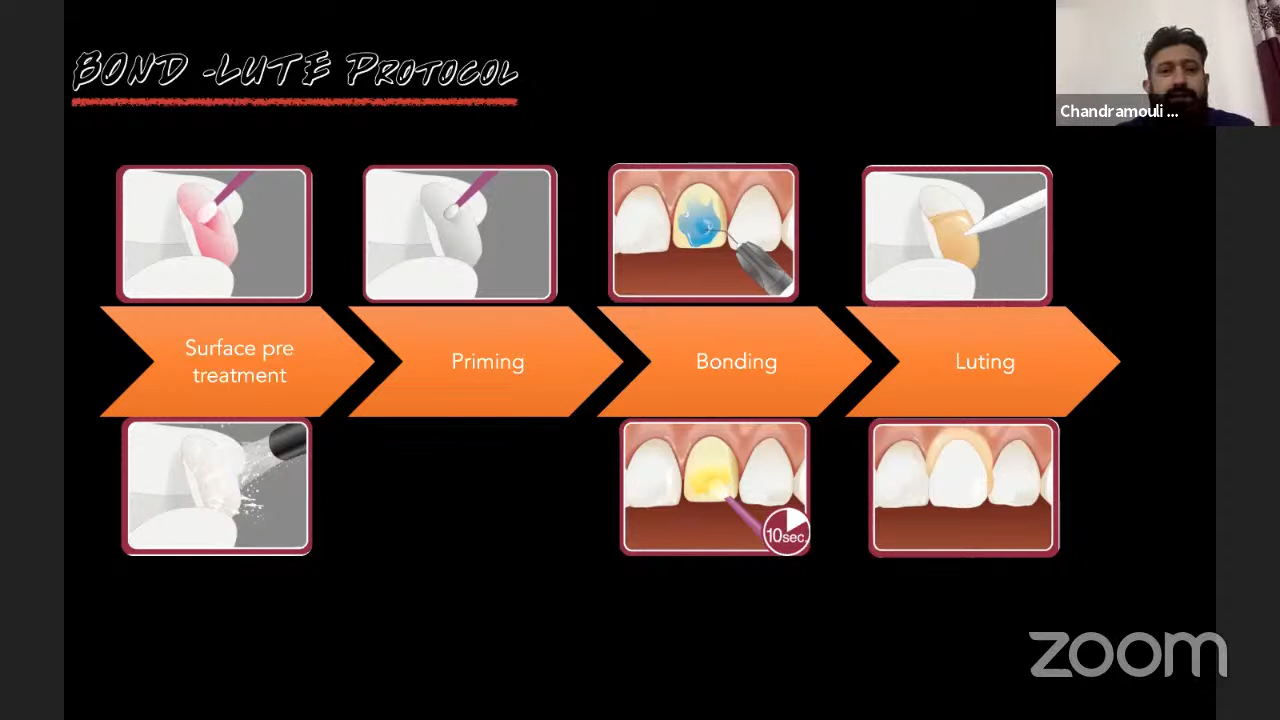 BOND -LUTE PROTOCOL
Chandramouli ...
Surface pre
treatment
Priming
Bonding
Luting
10sec.
zoom